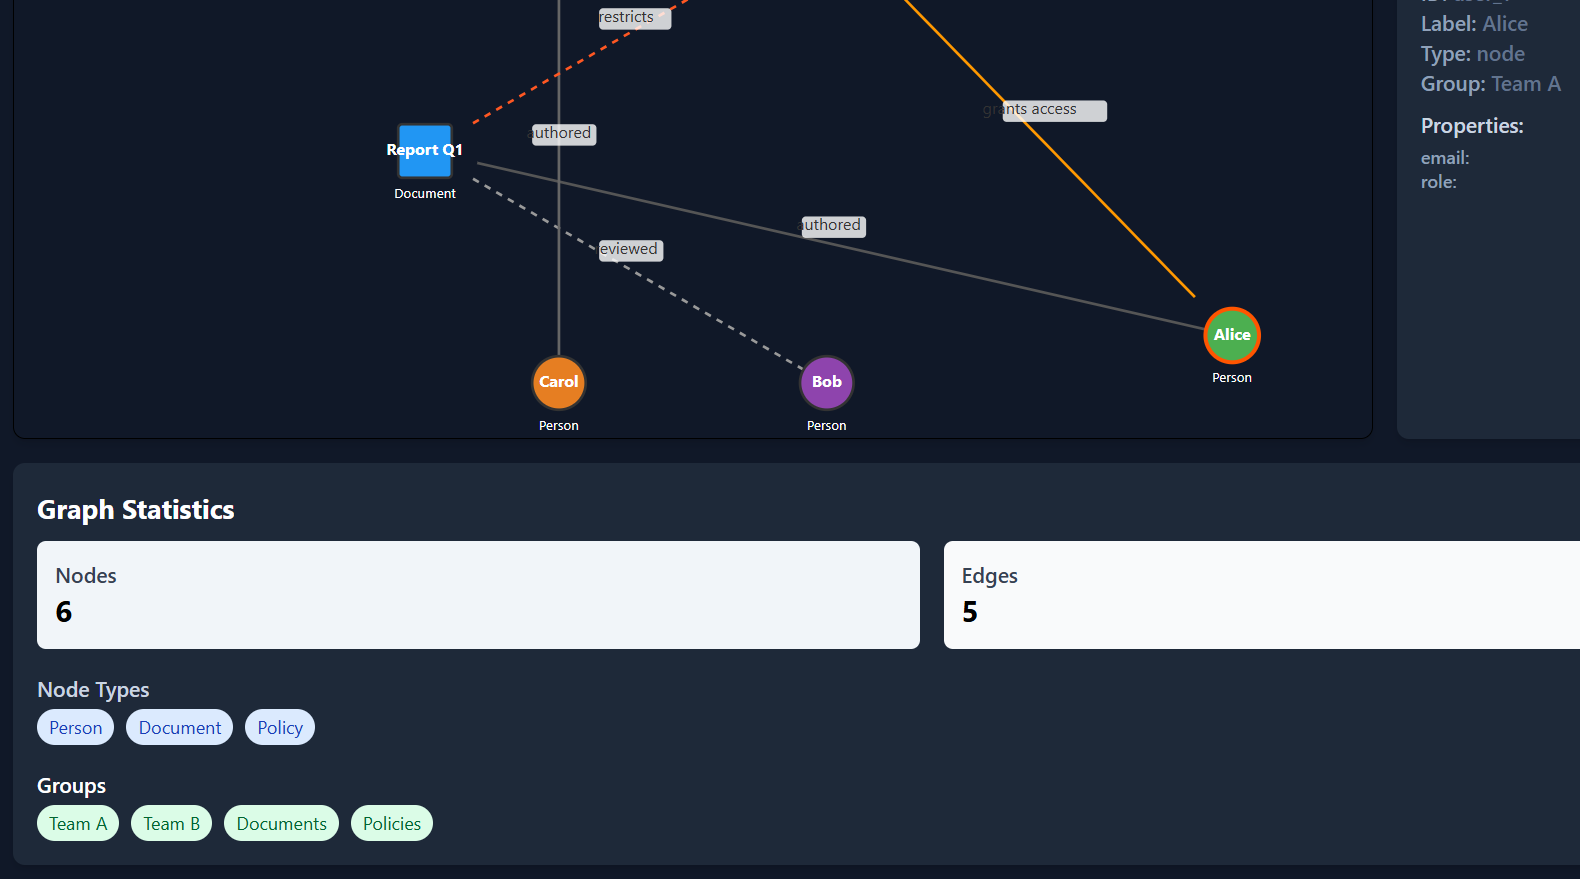 restricts
Label: Alice
Type: node
grants access
Group: Team A
Properties:
authored
Report Q1
email:
role:
Document
authored
reviewed
Alice
Person
Carol
Bob
Person
Person
Graph Statistics
Nodes
6
Edges
5
Node Types
Person
Document
Policy
Groups
Team A
Team B
Documents
Policies